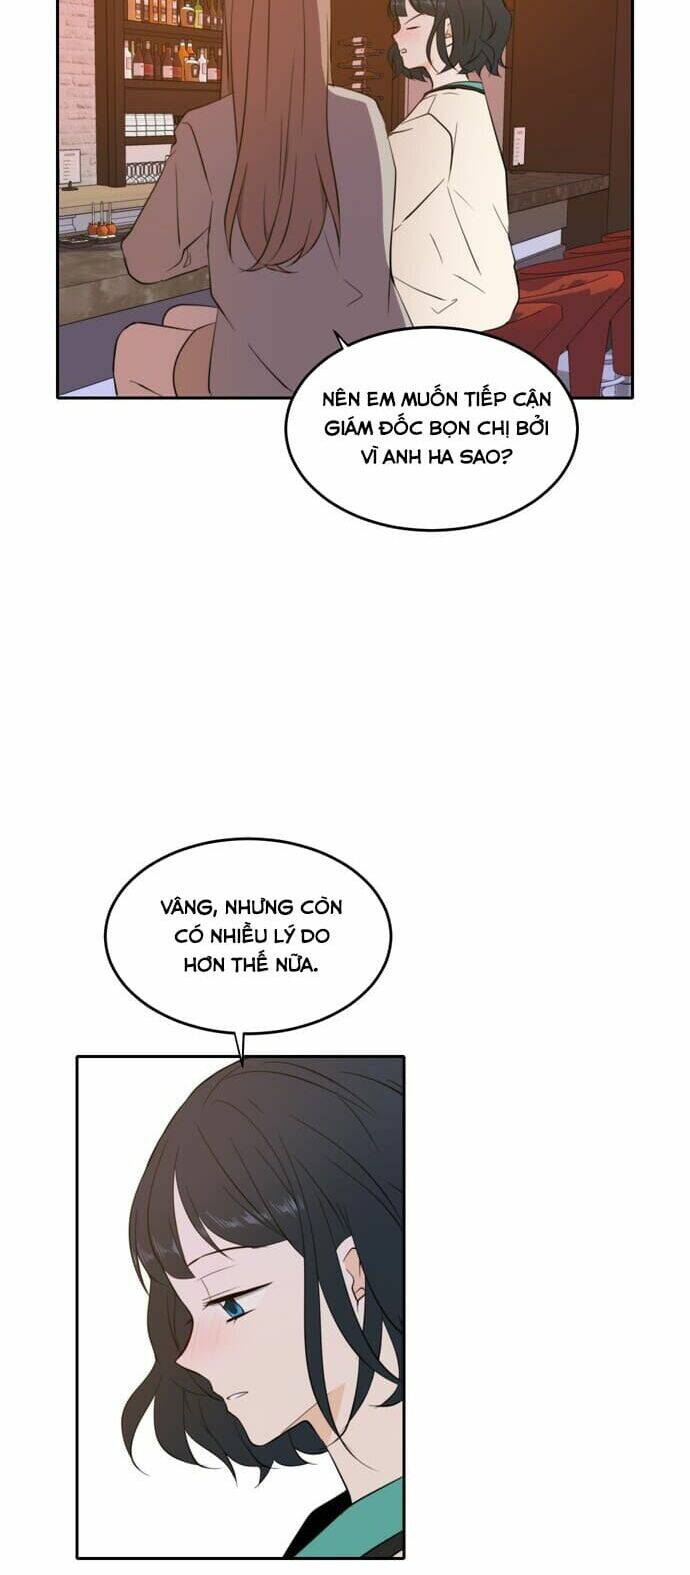 NÊN EM MUỐN TIẾP CẬN
GIÁM ĐỐC BỌN CHỊ BỞI
VÌ ANH HA SAO?
VÂNG, NHƯNG CÒN
CÓ NHIỀU LÝ DO
HƠN THẾ NỮA.